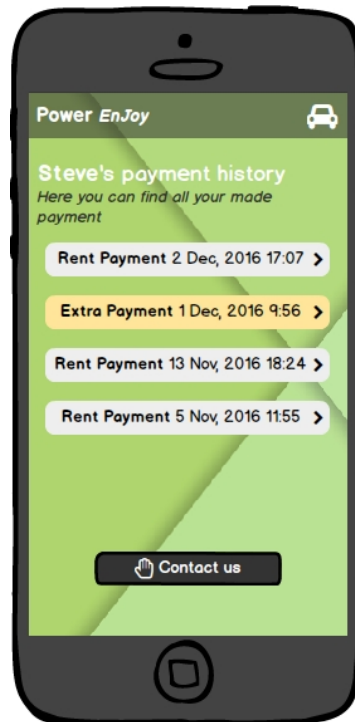 Power EnJoy
Steve's payment history
Here you can find all your made
payment
Rent Payment 2 Dec, 2016 17:07
Extra Payment 1 Dec, 2016 9:56
Rent Payment 13 Nov, 2016 18:24
Rent Payment 5 Nov, 2016 11:55
Contact us